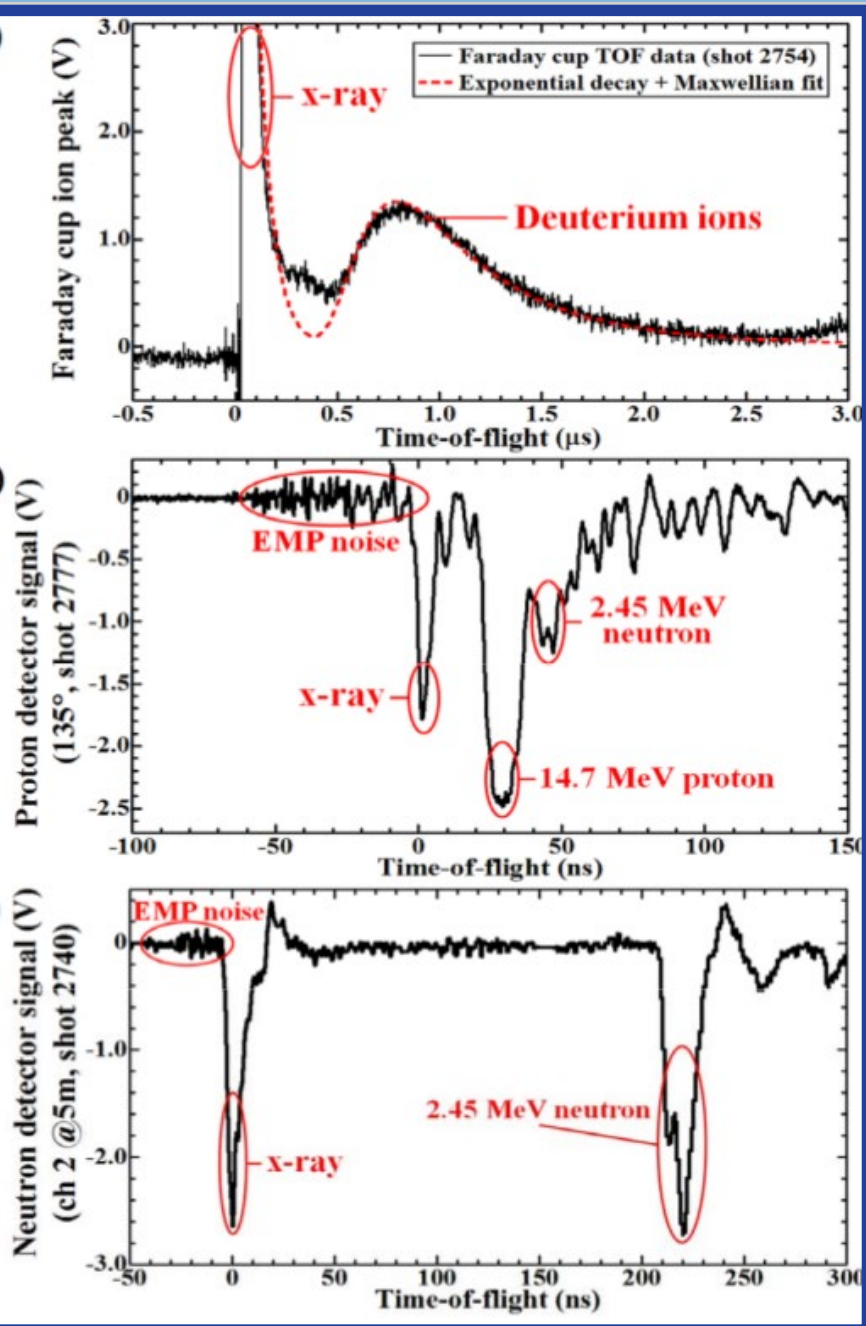 3.0
2.0
1.0
0
Faraday cup ion peak (V)
Faraday cup TOF data (shot 2754)
Exponential decay + Maxwellian fit
x-ray
Deuterium ions
-0.5 0 0.5 1.0 1.5 2.0 2.5 3.0
Time-of-flight (μs)
0
-0.5
-1.0
-1.5
-2.0
-2.5
Proton detector signal (V)
(135°, shot 2777)
EMP noise
2.45 MeV
neutron
x-ray
14.7 MeV proton
-100 -50 0 50 100
Time-of-flight (ns)
0
-1.0
-2.0
-3.0
Neutron detector signal (V)
(ch 2 @5m, shot 2740)
EMP noise
2.45 MeV neutron
x-ray
-50 0 50 100 150 200 250 300
Time-of-flight (ns)